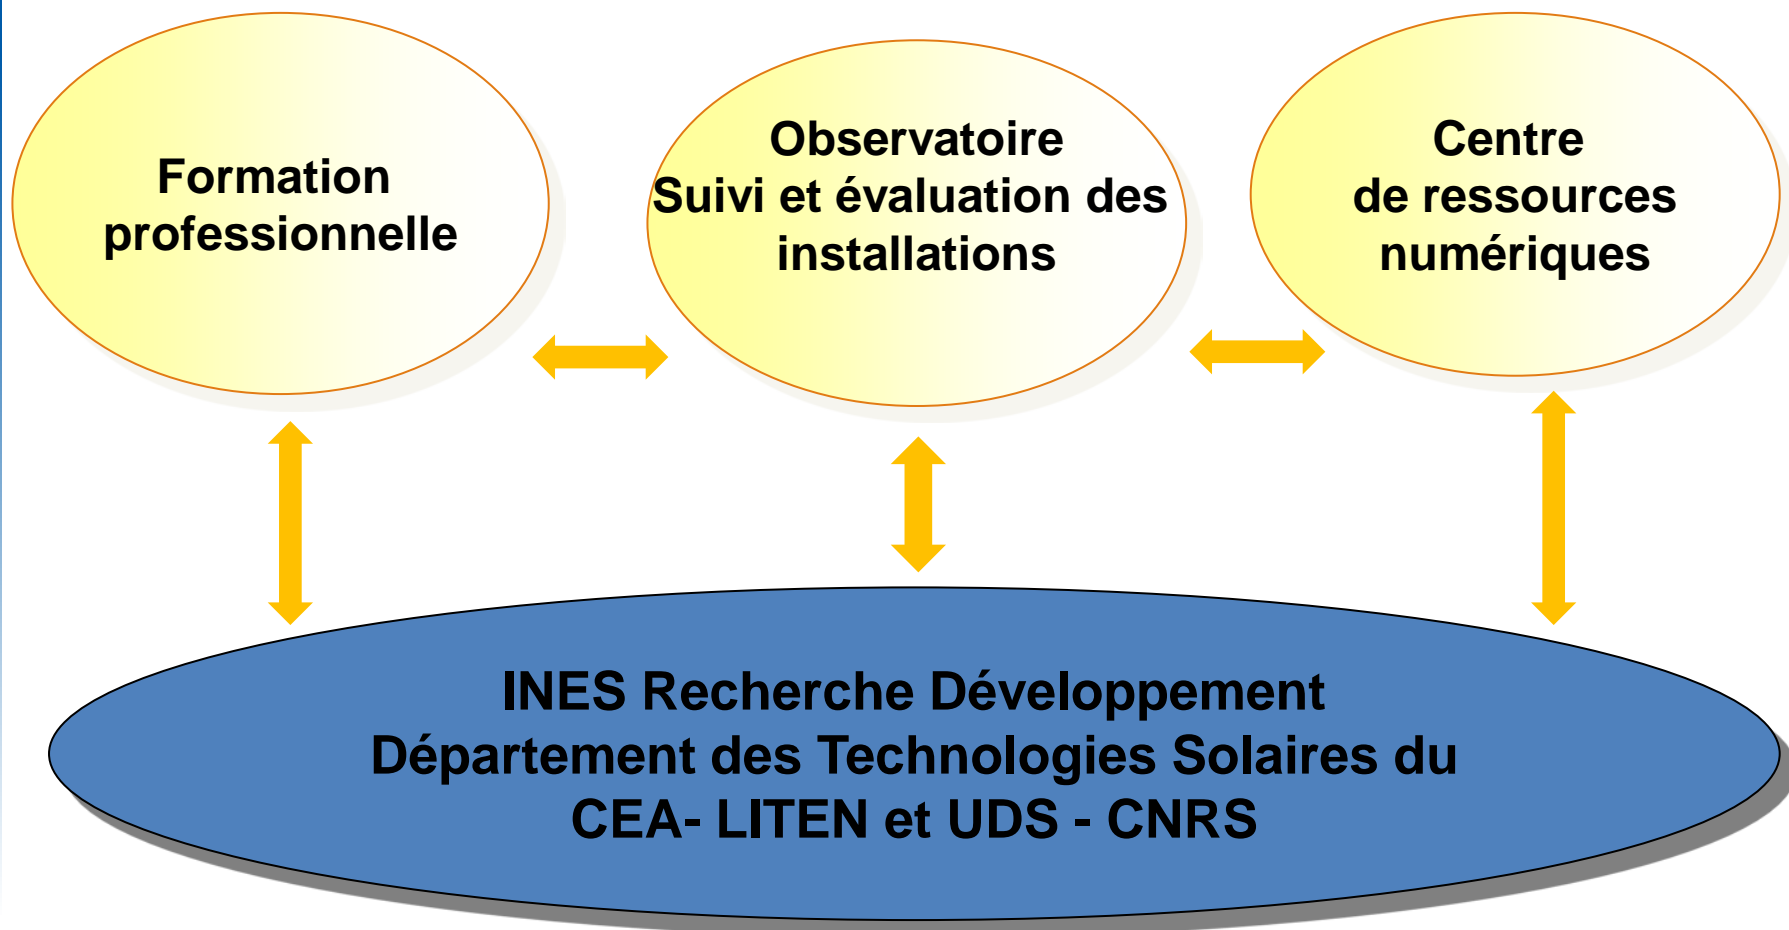 Formation
professionnelle
Observatoire
Suivi et évaluation des
installations
Centre
de ressources
numériques
INES Recherche Développement
Département des Technologies Solaires du
CEA- LITEN et UDS - CNRS